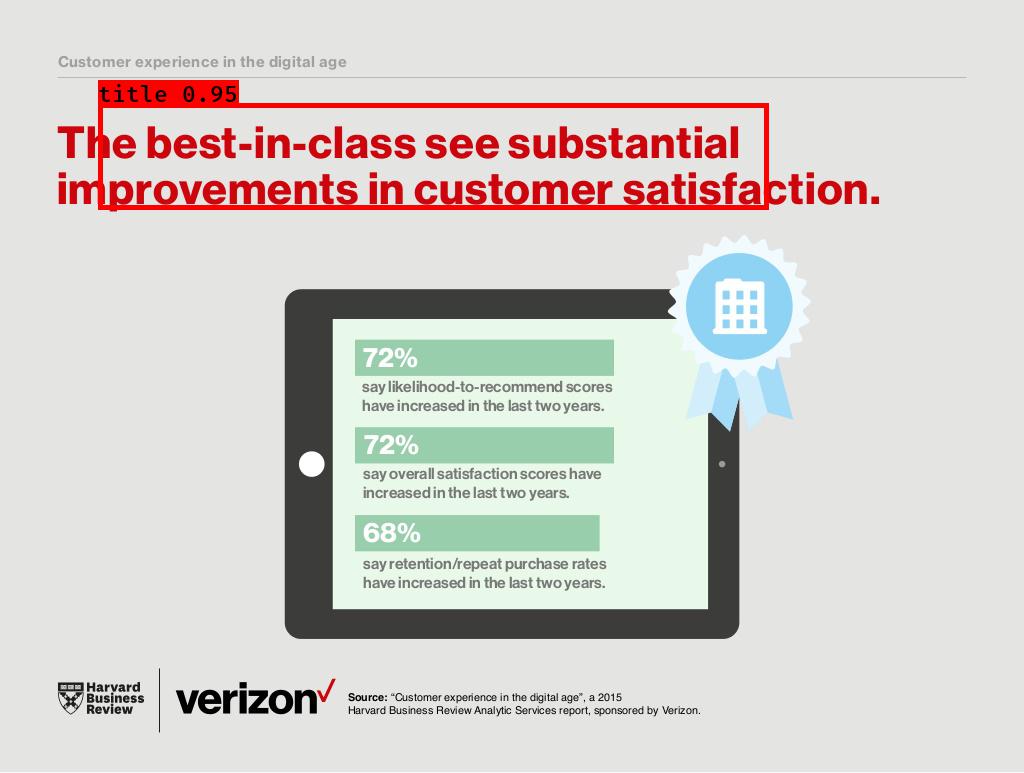 Customer experience in the digital age
title 0.95
The best-in-class see substantial
improvements in customer satisfaction.
72%
say likelihood-to-recommend scores
have increased in the last two years.
72%
say overall satisfaction scores have
increased in the last two years.
68%
say retention/repeat purchase rates
have increased in the last two years.
Harvard
Business
Review
verizon✓
Source: “Customer experience in the digital age”, a 2015
Harvard Business Review Analytic Services report, sponsored by Verizon.